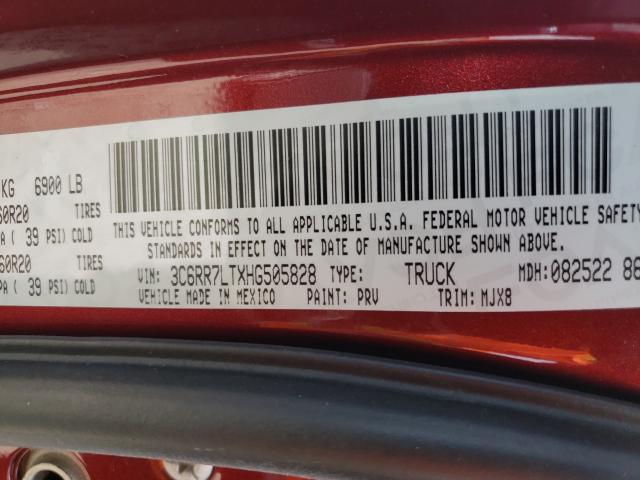 KG 6900 LB
60R20 TIRES
PA ( 39 PSI) COLD
60R20 TIRES
PA ( 39 PSI) COLD
THIS VEHICLE CONFORMS TO ALL APPLICABLE U.S.A. FEDERAL MOTOR VEHICLE SAFETY
STANDARDS IN EFFECT ON THE DATE OF MANUFACTURE SHOWN ABOVE.
VIN: 3C6RR7LTXHG505828 TYPE: TRUCK MDH: 082522 86
VEHICLE MADE IN MEXICO PAINT: PRV TRIM: MJX8